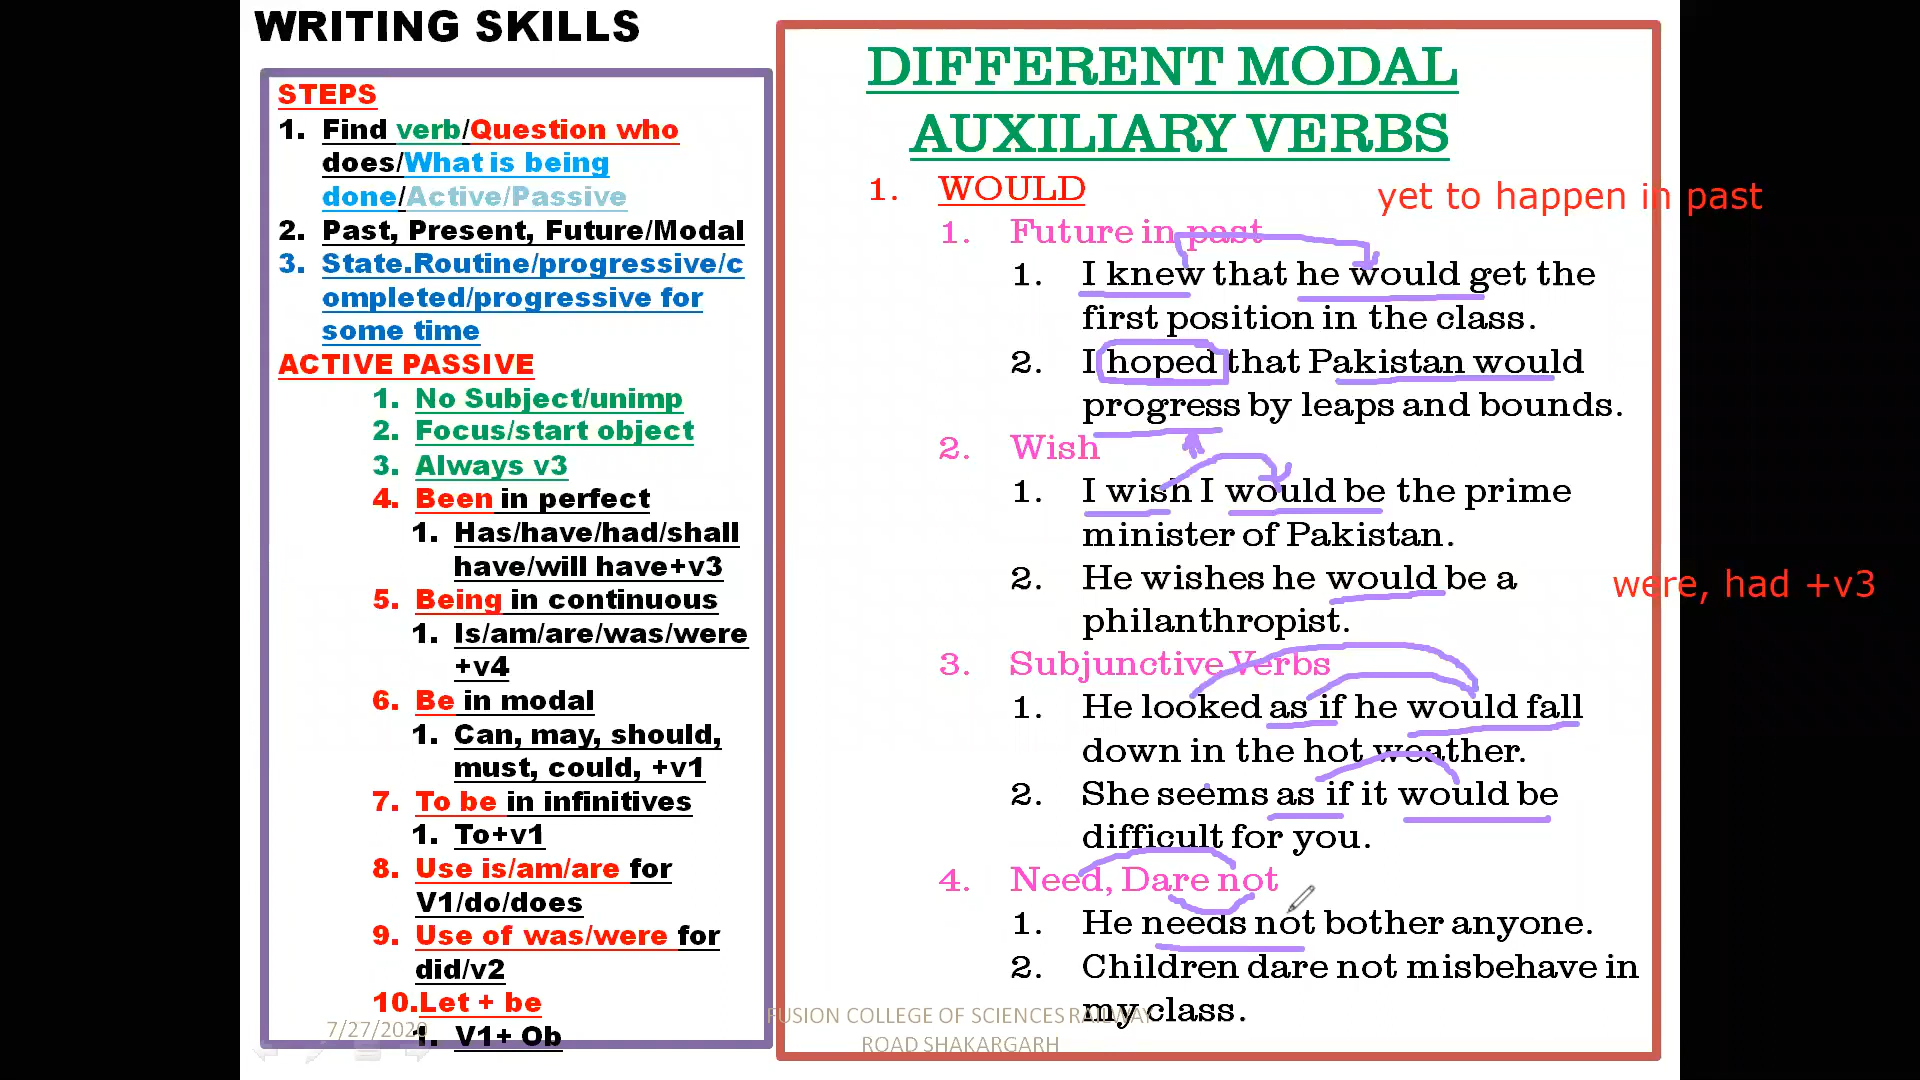 WRITING SKILLS
STEPS
1. Find verb/Question who
does/What is being
done/Active/Passive
2. Past, Present, Future/Modal
3. State.Routine/progressive/c
ompleted/progressive for
some time
ACTIVE PASSIVE
1. No Subject/unimp
2. Focus/start object
3. Always v3
4. Been in perfect
1. Has/have/had/shall
have/will have+v3
5. Being in continuous
1. Is/am/are/was/were
+v4
6. Be in modal
1. Can, may, should,
must, could, +v1
7. To be in infinitives
1. To+v1
8. Use is/am/are for
V1/do/does
9. Use of was/were for
did/v2
10.Let + be
1. V1+ Ob
7/27/2020
DIFFERENT MODAL
AUXILIARY VERBS
1. WOULD
yet to happen in past
1. Future in past
1. I knew that he would get the
first position in the class.
2. I hoped that Pakistan would
progress by leaps and bounds.
2. Wish
1. I wish I would be the prime
minister of Pakistan.
2. He wishes he would be a
philanthropist.
were, had +v3
3. Subjunctive Verbs
1. He looked as if he would fall
down in the hot weather.
2. She seems as if it would be
difficult for you.
4. Need, Dare not
1. He needs not bother anyone.
2. Children dare not misbehave in
my class.
FUSION COLLEGE OF SCIENCES RAILWAY
ROAD SHAKARGARH